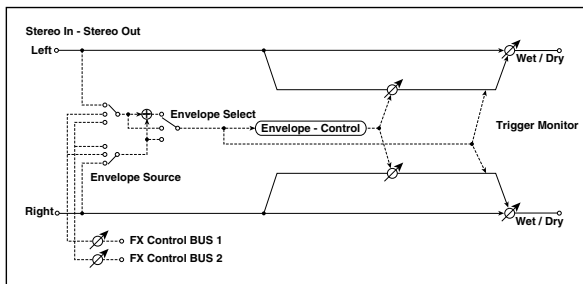 Stereo In - Stereo Out
Left
Wet / Dry
Envelope Select
Envelope - Control
Trigger Monitor
Envelope Source
Right
Wet / Dry
FX Control BUS 1
FX Control BUS 2